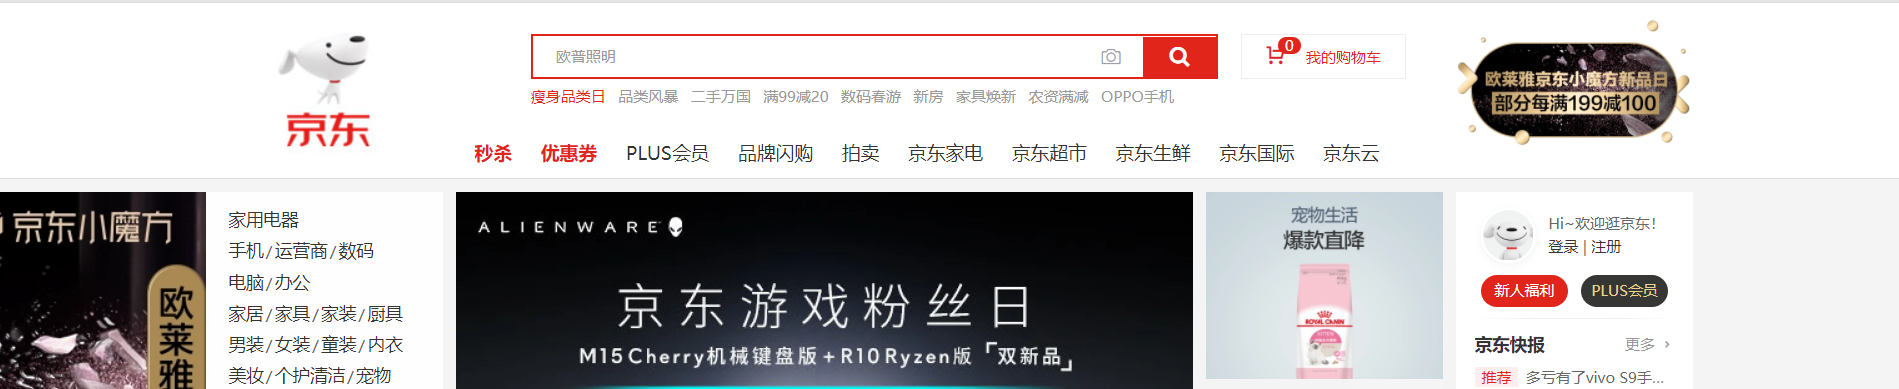 京东
欧普照明
0
我的购物车
瘦身品类日 品类风暴 二手万国 满99减20 数码春游 新房 家具焕新 农资满减 OPPO手机
秒杀 优惠券 PLUS会员 品牌闪购 拍卖 京东家电 京东超市 京东生鲜 京东国际 京东云
欧莱雅京东小魔方新品日
部分每满199减100
京东小魔方
欧莱雅
家用电器
手机/运营商/数码
电脑/办公
家居/家具/家装/厨具
男装/女装/童装/内衣
美妆/个护清洁/宠物
ALIENWARE
京东游戏粉丝日
M15 Cherry机械键盘版+R10 Ryzen版「双新品」
宠物生活
爆款直降
ROYAL CANIN
Hi~欢迎逛京东!
登录 | 注册
新人福利 PLUS会员
京东快报 更多 >
推荐 多亏有了vivo S9手...